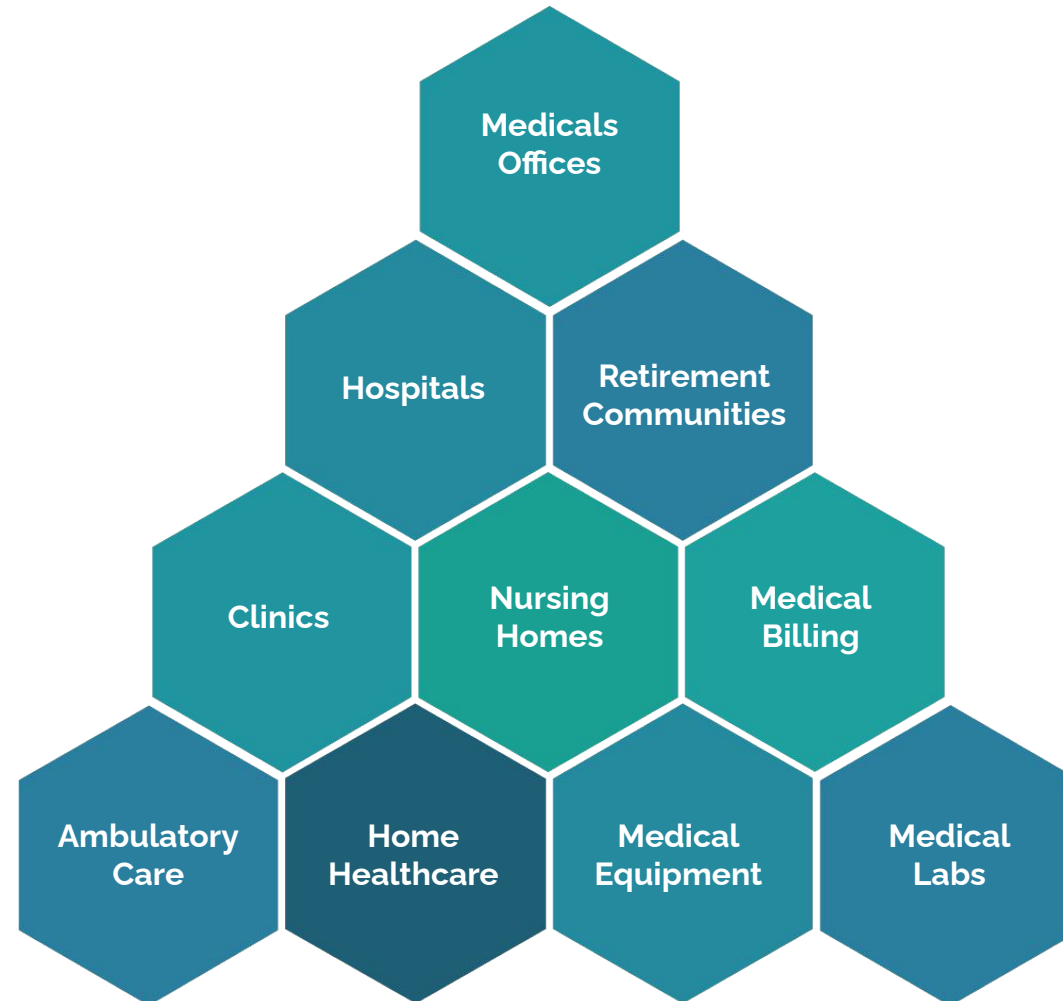 Medicals
Offices
Hospitals
Retirement
Communities
Clinics
Nursing
Homes
Medical
Billing
Ambulatory
Care
Home
Healthcare
Medical
Equipment
Medical
Labs